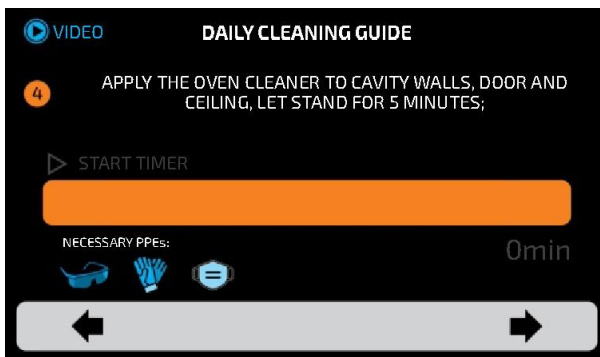 VIDEO
DAILY CLEANING GUIDE
4
APPLY THE OVEN CLEANER TO CAVITY WALLS, DOOR AND
CEILING, LET STAND FOR 5 MINUTES;
START TIMER
NECESSARY PPEs:
0min